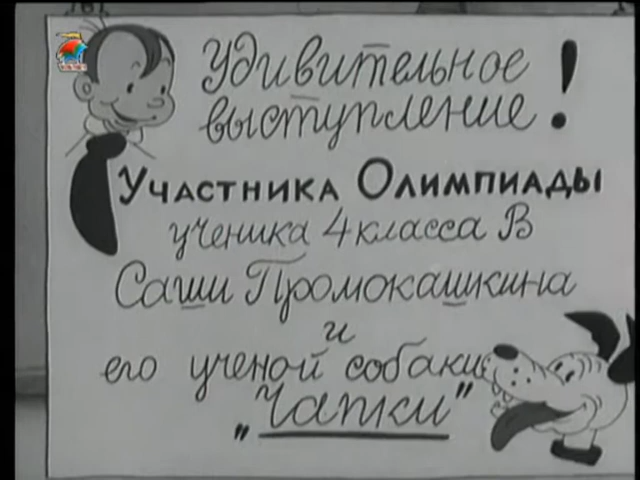 Удивительное
выступление!
Участника Олимпиады
ученика 4 класса В
Саши Промокашкина
и
его ученой собаки
„Чапки”